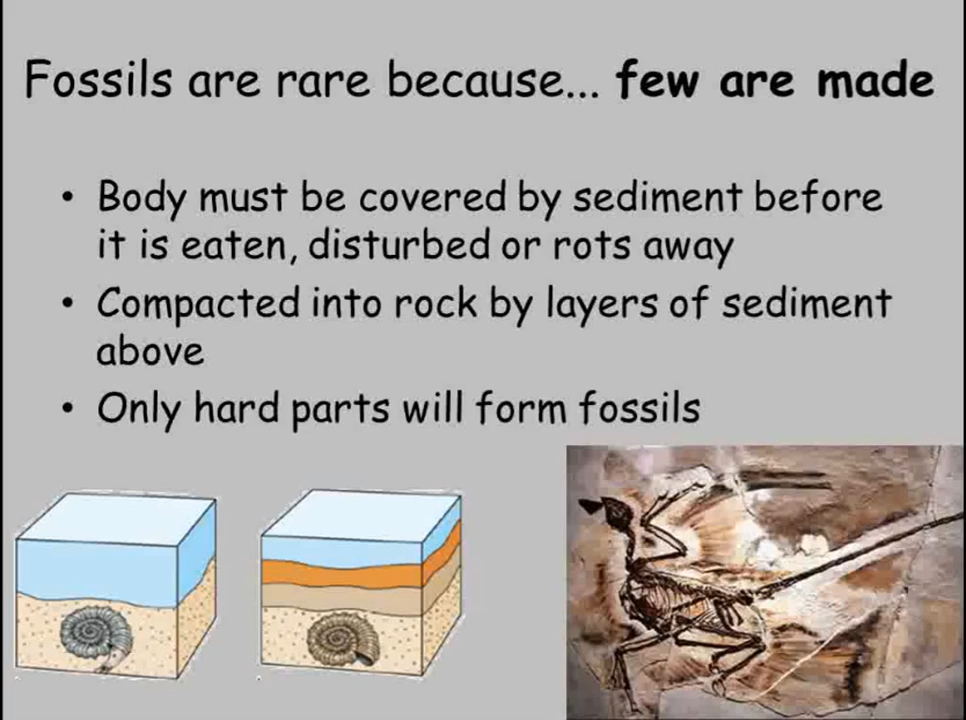 Fossils are rare because... few are made
• Body must be covered by sediment before
it is eaten, disturbed or rots away
• Compacted into rock by layers of sediment
above
• Only hard parts will form fossils